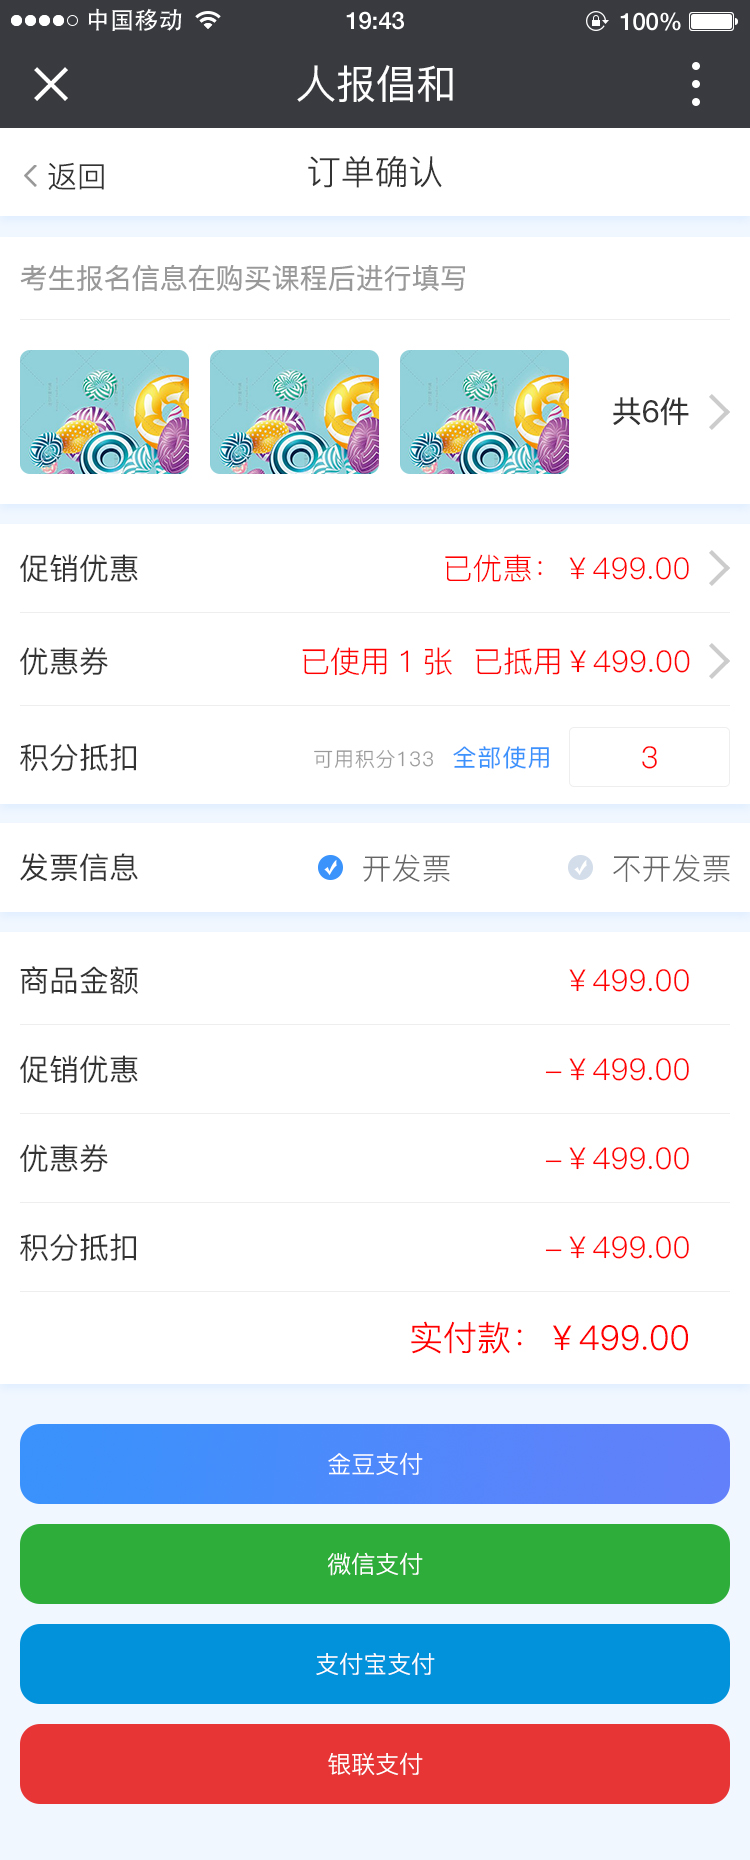 中国移动 19:43 100%
人报倡和
返回 订单确认
考生报名信息在购买课程后进行填写
共6件
促销优惠 已优惠：￥499.00
优惠券 已使用 1 张 已抵用￥499.00
积分抵扣 可用积分133 全部使用 3
发票信息 开发票 不开发票
商品金额 ￥499.00
促销优惠 –￥499.00
优惠券 –￥499.00
积分抵扣 –￥499.00
实付款：￥499.00
金豆支付
微信支付
支付宝支付
银联支付